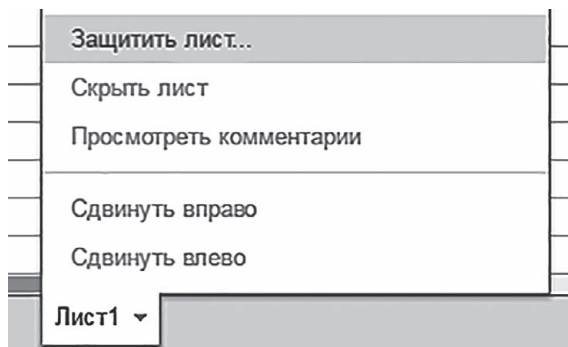 Защитить лист...
Скрыть лист
Просмотреть комментарии
Сдвинуть вправо
Сдвинуть влево
Лист1